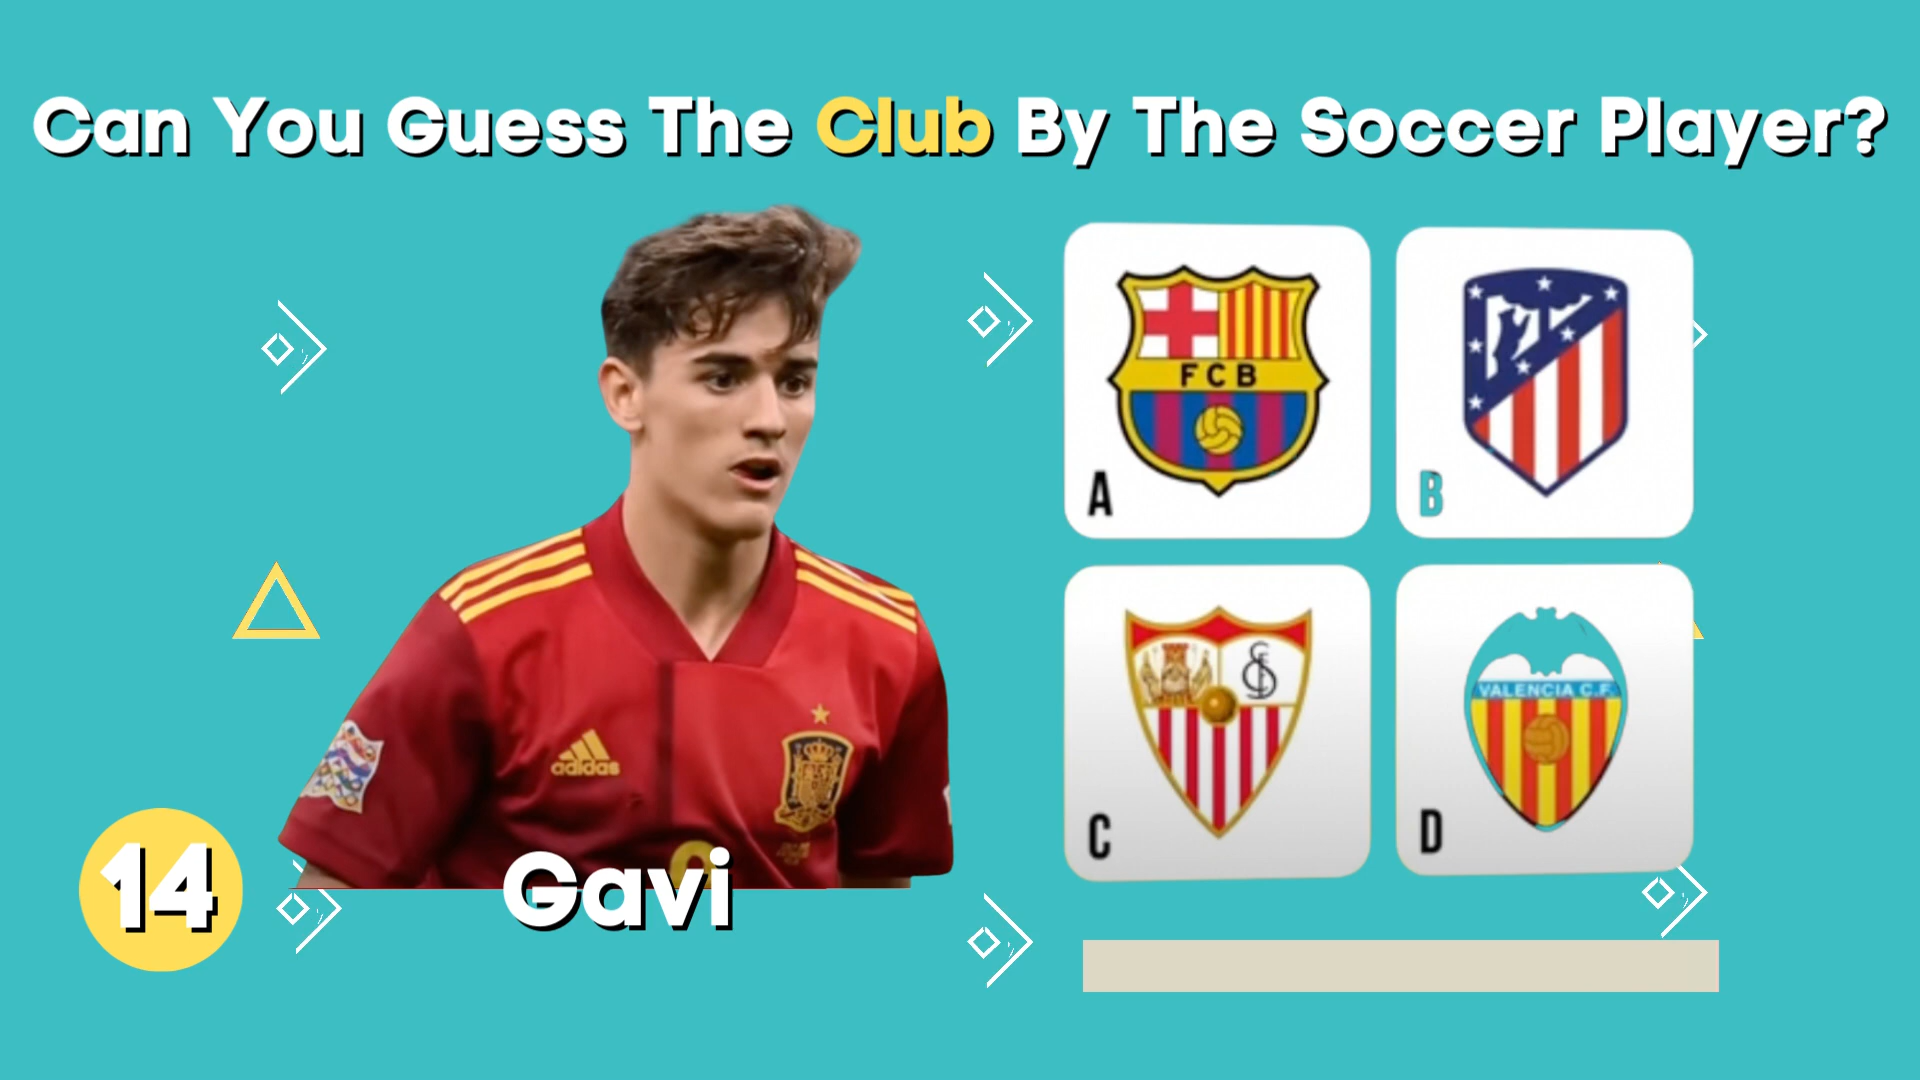 Can You Guess The Club By The Soccer Player?
FCB
A
B
adidas
VALENCIA C.F.
C
D
14
Gavi